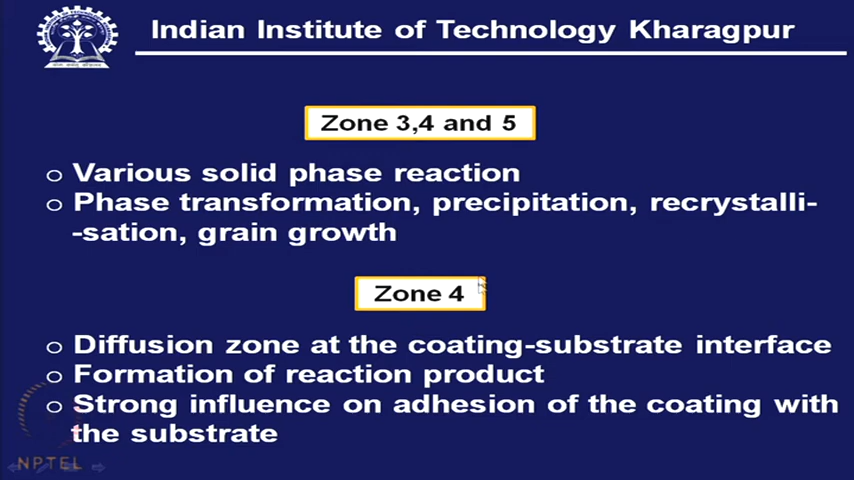 Indian Institute of Technology Kharagpur
Zone 3,4 and 5
Various solid phase reaction
Phase transformation, precipitation, recrystalli-
-sation, grain growth
Zone 4
Diffusion zone at the coating-substrate interface
Formation of reaction product
Strong influence on adhesion of the coating with
the substrate
NPTEL